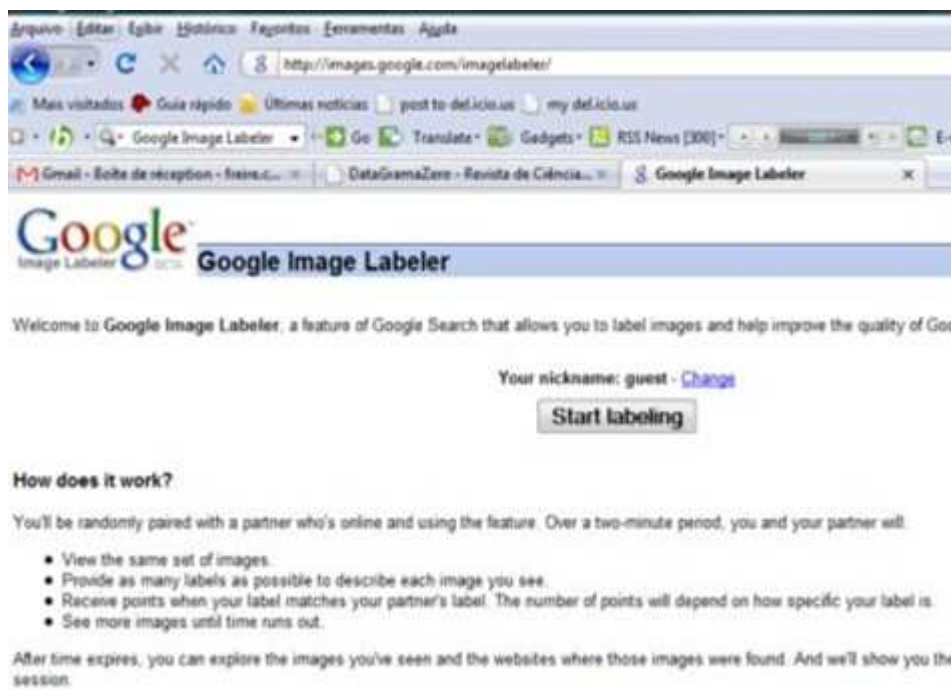 Arquivo Editar Exibir Histórico Favoritos Ferramentas Ajuda
http://images.google.com/imagelabeler/
Mais visitados Guia rápido Últimas notícias post to del.icio.us my del.icio.us
Google Image Labeler Go Translate Gadgets RSS News [300]
Gmail - Boîte de réception - freire.c... DataGramaZero - Revista de Ciência... Google Image Labeler
Google
Image Labeler BETA
Google Image Labeler
Welcome to Google Image Labeler, a feature of Google Search that allows you to label images and help improve the quality of Goo
Your nickname: guest - Change
Start labeling
How does it work?
You'll be randomly paired with a partner who's online and using the feature. Over a two-minute period, you and your partner will:
• View the same set of images.
• Provide as many labels as possible to describe each image you see.
• Receive points when your label matches your partner's label. The number of points will depend on how specific your label is.
• See more images until time runs out.
After time expires, you can explore the images you've seen and the websites where those images were found. And we'll show you the
session.